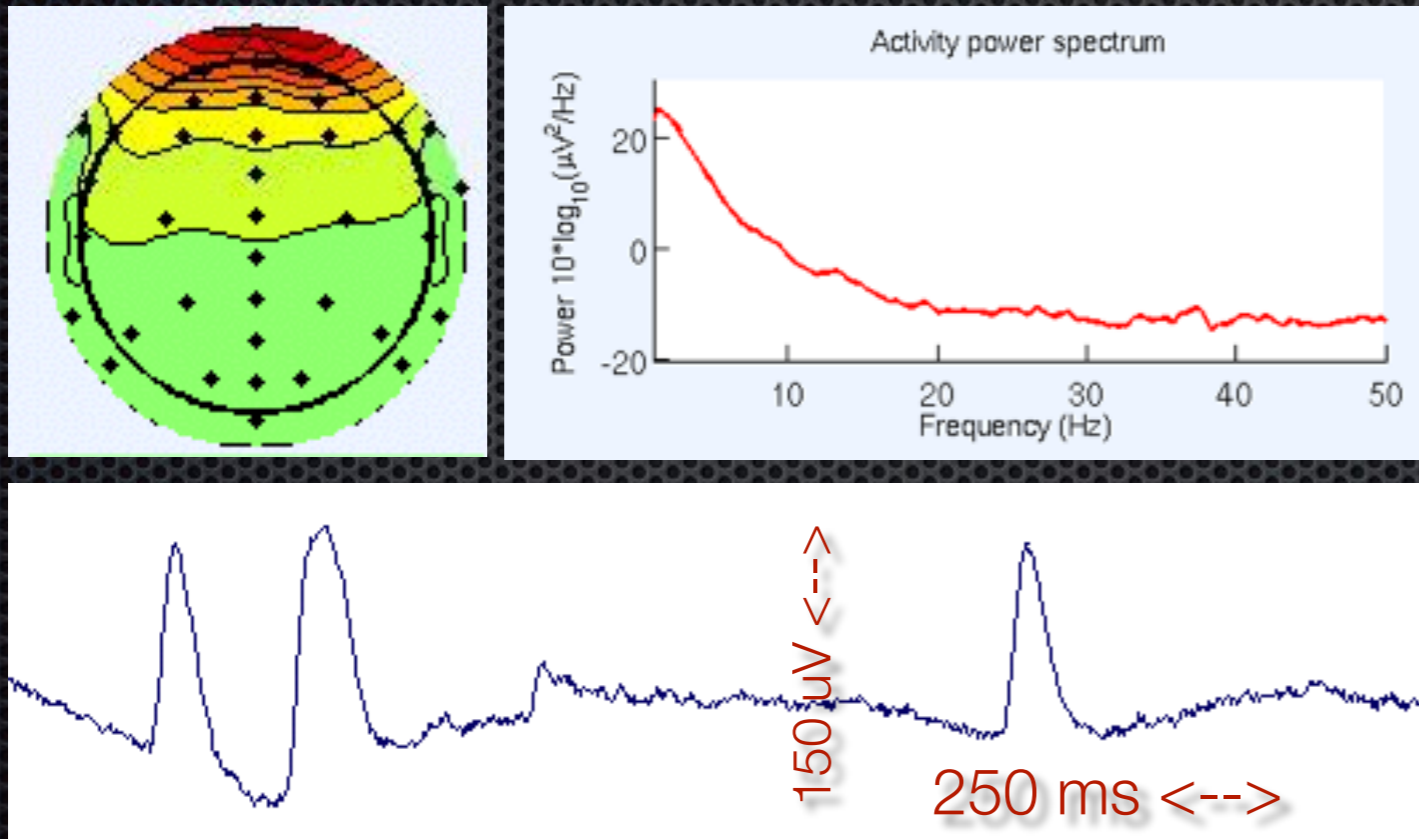 Activity power spectrum
Power 10*log10(µV2/Hz)
20
0
-20
10 20 30 40 50
Frequency (Hz)
150 uV <-->
250 ms <-->